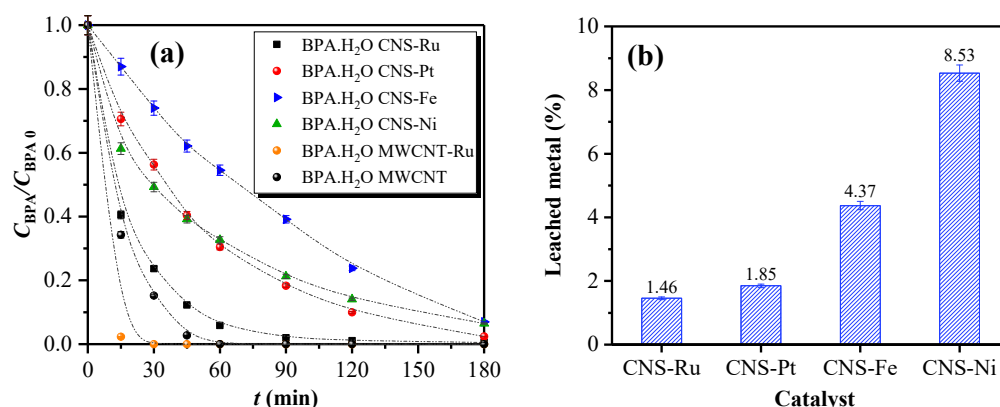 (a)
BPA.H₂O CNS-Ru
BPA.H₂O CNS-Pt
BPA.H₂O CNS-Fe
BPA.H₂O CNS-Ni
BPA.H₂O MWCNT-Ru
BPA.H₂O MWCNT
C_BPA/C_BPA 0
1.0
0.8
0.6
0.4
0.2
0.0
0 30 60 90 120 150 180
t (min)
(b)
Leached metal (%)
10
8
6
4
2
0
1.46
1.85
4.37
8.53
CNS-Ru CNS-Pt CNS-Fe CNS-Ni
Catalyst